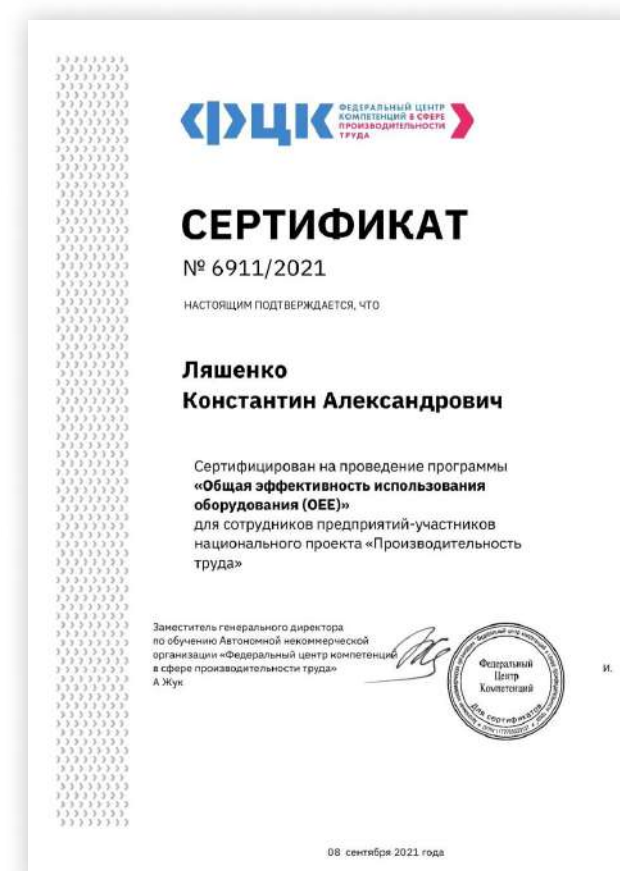 ФЦК
ФЕДЕРАЛЬНЫЙ ЦЕНТР
КОМПЕТЕНЦИЙ В СФЕРЕ
ПРОИЗВОДИТЕЛЬНОСТИ
ТРУДА
СЕРТИФИКАТ
№ 6911/2021
НАСТОЯЩИМ ПОДТВЕРЖДАЕТСЯ, ЧТО
Ляшенко
Константин Александрович
Сертифицирован на проведение программы
«Общая эффективность использования
оборудования (OEE)»
для сотрудников предприятий-участников
национального проекта «Производительность
труда»
Заместитель генерального директора
по обучению Автономной некоммерческой
организации «Федеральный центр компетенций
в сфере производительности труда»
А Жук
и.
Федеральный
Центр
Компетенций
Для сертификатов
08 сентября 2021 года